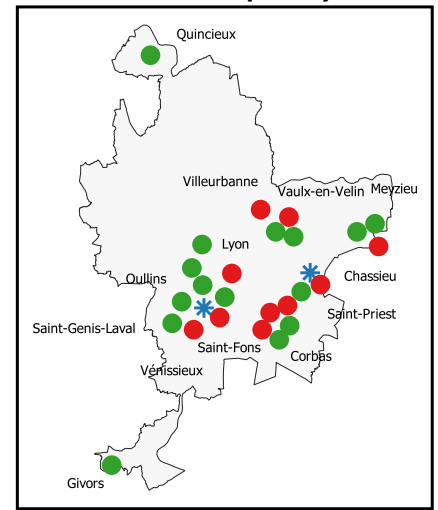 Quincieux
Villeurbanne
Vaulx-en-Velin
Meyzieu
Lyon
Oullins
Chassieu
Saint-Priest
Saint-Genis-Laval
Saint-Fons
Corbas
Vénissieux
Givors